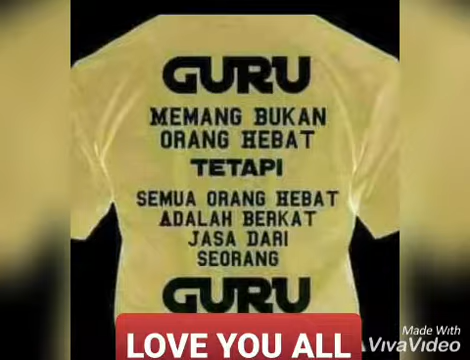 GURU
MEMANG BUKAN
ORANG HEBAT
TETAPI
SEMUA ORANG HEBAT
ADALAH BERKAT
JASA DARI
SEORANG
GURU
LOVE YOU ALL
Made With
VivaVideo